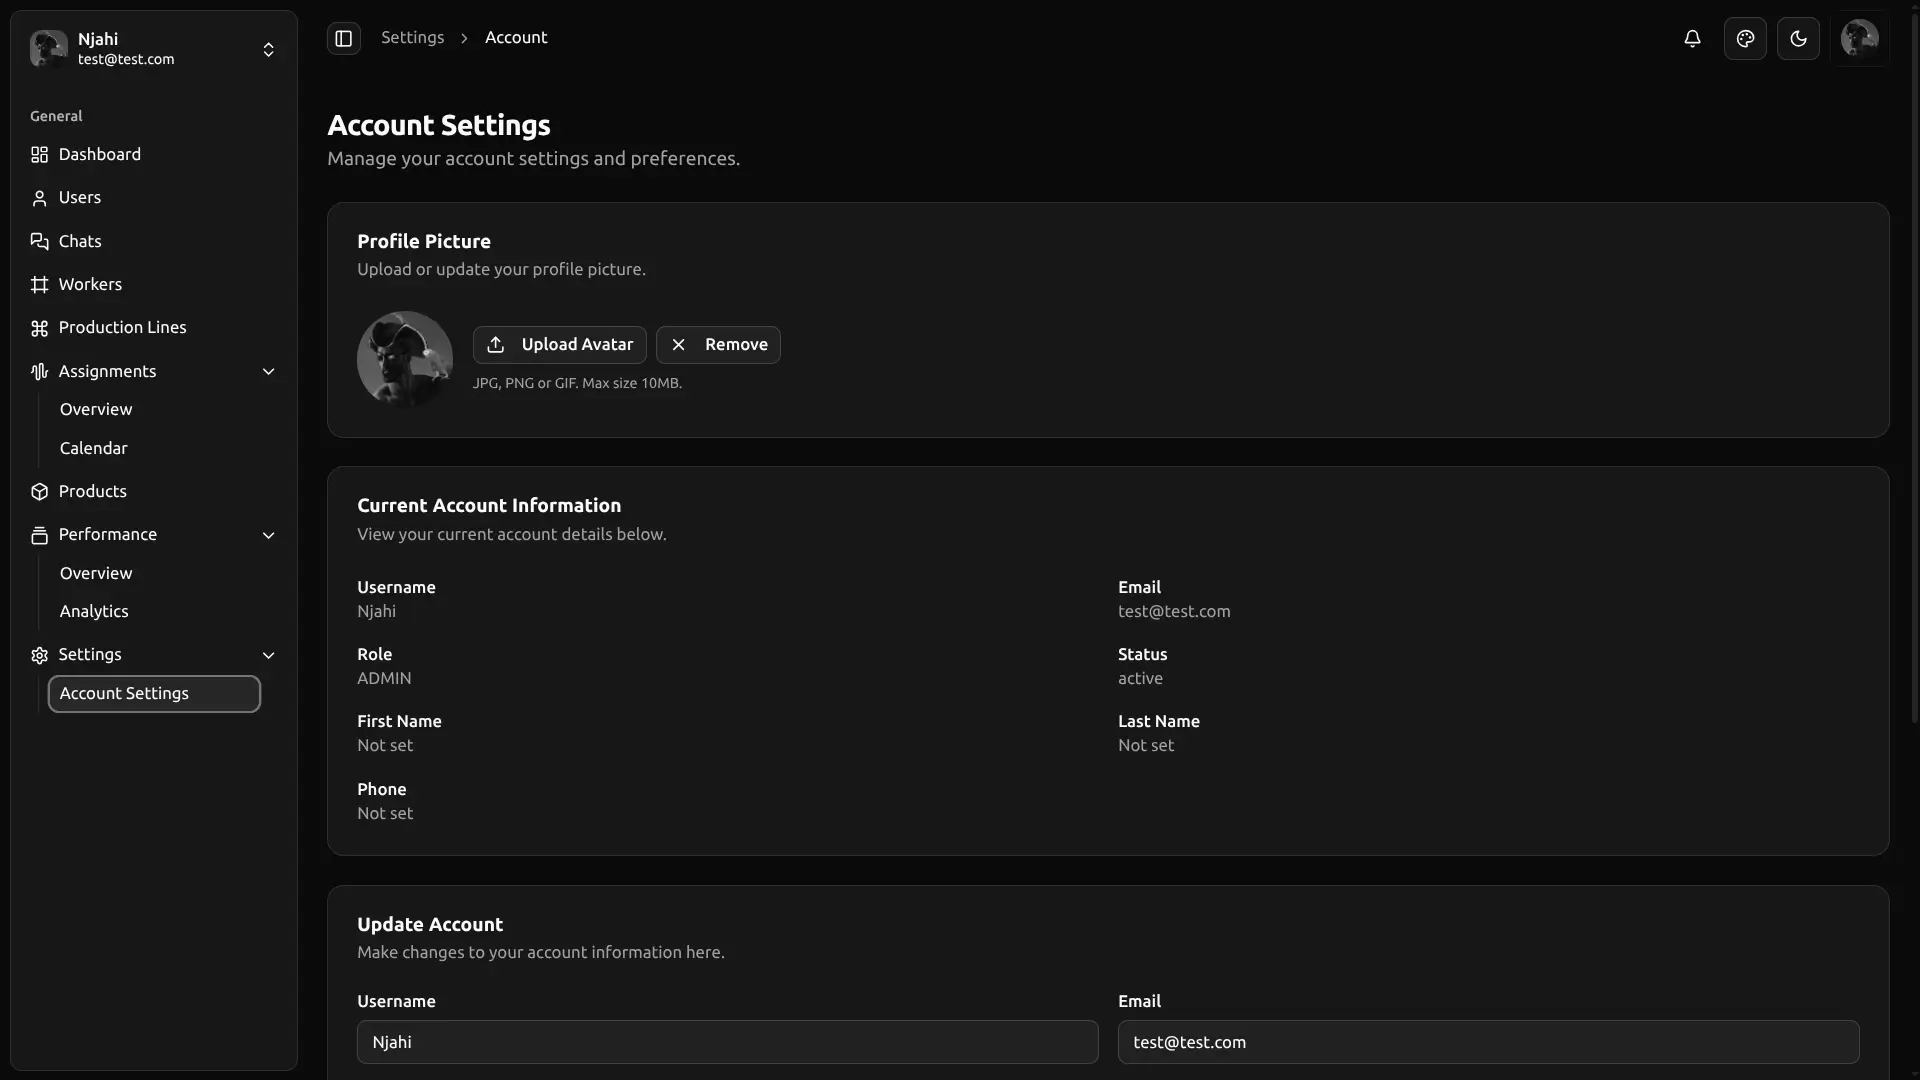 Njahi
test@test.com
General
Dashboard
Users
Chats
Workers
Production Lines
Assignments
Overview
Calendar
Products
Performance
Overview
Analytics
Settings
Account Settings
Settings > Account
Account Settings
Manage your account settings and preferences.
Profile Picture
Upload or update your profile picture.
Upload Avatar
Remove
JPG, PNG or GIF. Max size 10MB.
Current Account Information
View your current account details below.
Username
Njahi
Email
test@test.com
Role
ADMIN
Status
active
First Name
Not set
Last Name
Not set
Phone
Not set
Update Account
Make changes to your account information here.
Username
Njahi
Email
test@test.com